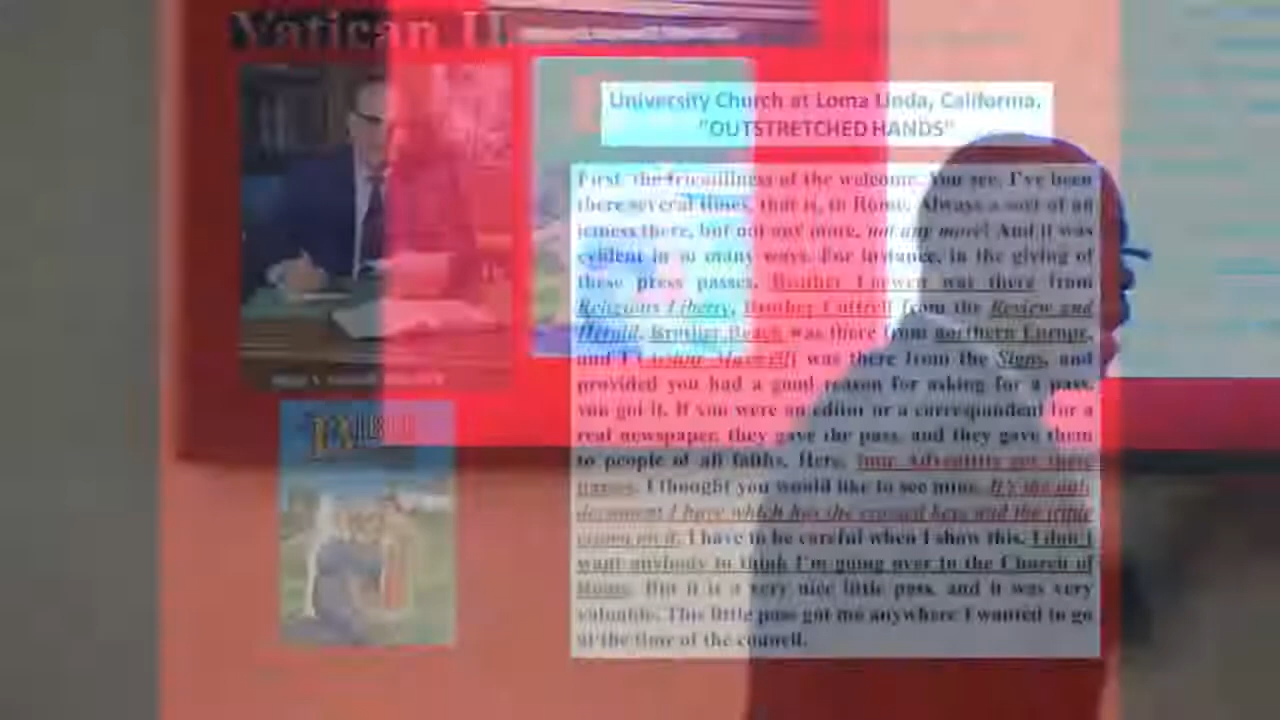 Vatican II
University Church at Loma Linda, California.
"OUTSTRETCHED HANDS"
First, the friendliness of the welcome. You see, I've been
there several times, that is, in Rome. Always a sort of an
iciness there, but not any more, not any more! And it was
evident in so many ways. For instance, in the giving of
these press passes. Brother Loewen was there from
Religious Liberty, Brother Cottrell from the Review and
Herald, Brother Beach was there from northern Europe,
and I (Arthur Maxwell) was there from the Signs, and
provided you had a good reason for asking for a pass,
you got it. If you were an editor or a correspondent for a
real newspaper, they gave the pass, and they gave them
to people of all faiths. Here, four Adventists got these
passes. I thought you would like to see mine. It's the only
document I have which has the crossed keys and the triple
crown on it. I have to be careful when I show this. I don't
want anybody to think I'm going over to the Church of
Rome. But it is a very nice little pass, and it was very
valuable. This little pass got me anywhere I wanted to go
at the time of the council.